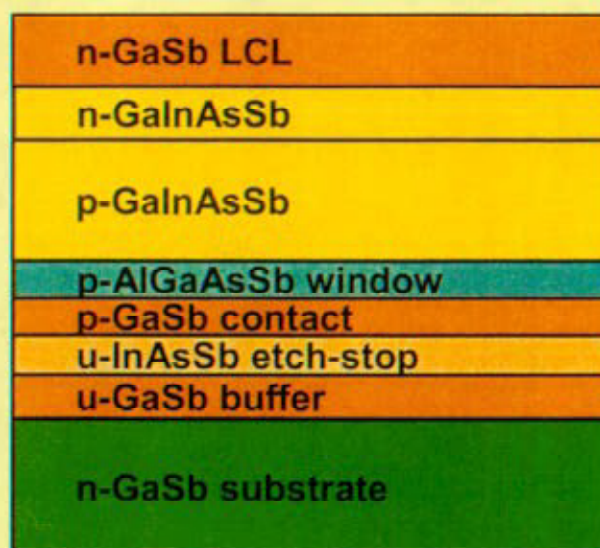 n-GaSb LCL
n-GaInAsSb
p-GaInAsSb
p-AlGaAsSb window
p-GaSb contact
u-InAsSb etch-stop
u-GaSb buffer
n-GaSb substrate